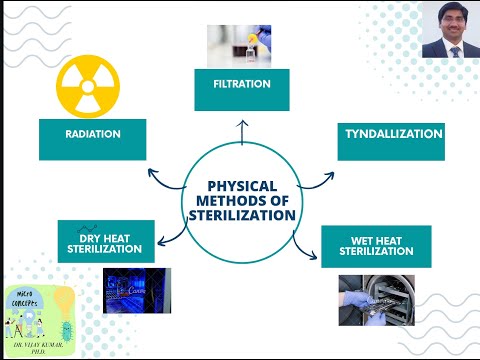 FILTRATION
RADIATION
TYNDALLIZATION
PHYSICAL
METHODS OF
STERILIZATION
DRY HEAT
STERILIZATION
WET HEAT
STERILIZATION
Canva
micro
concepts
DR. VIJAY KUMAR,
PH.D.